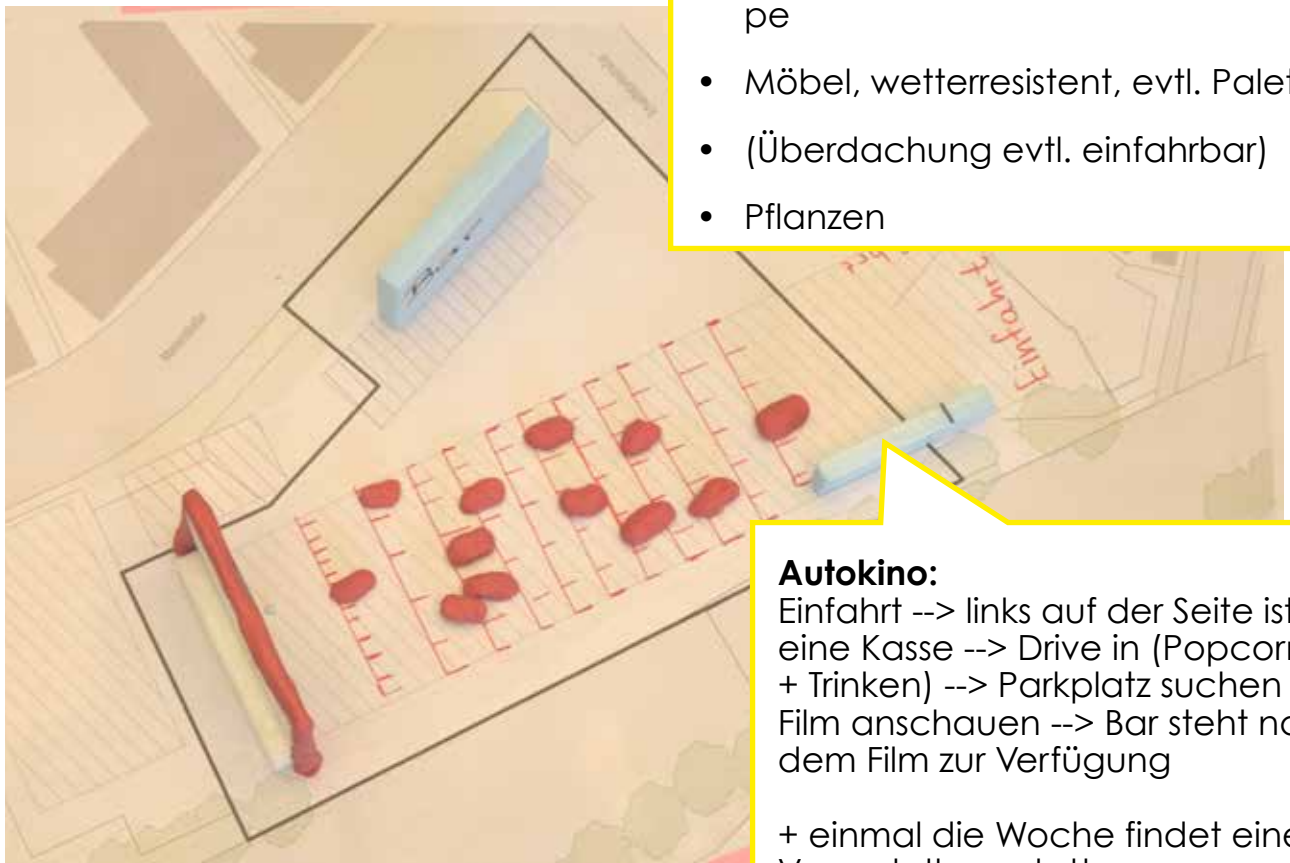 pe
• Möbel, wetterresistent, evtl. Palet
• (Überdachung evtl. einfahrbar)
• Pflanzen
Bar
Einfahrt
Autokino:
Einfahrt --> links auf der Seite ist
eine Kasse --> Drive in (Popcorn
+ Trinken) --> Parkplatz suchen
Film anschauen --> Bar steht na
dem Film zur Verfügung
+ einmal die Woche findet eine